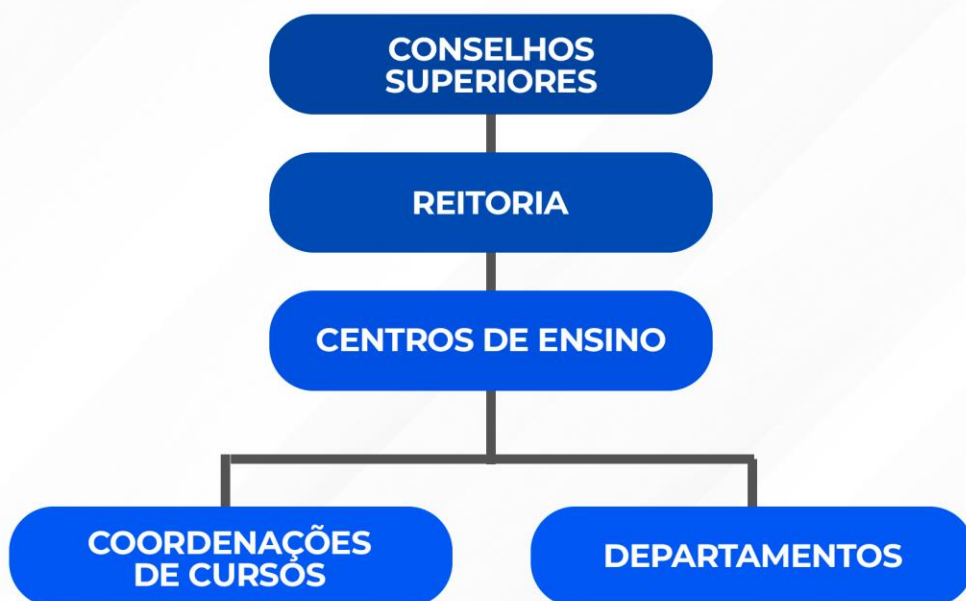 CONSELHOS
SUPERIORES
REITORIA
CENTROS DE ENSINO
COORDENAÇÕES
DE CURSOS
DEPARTAMENTOS